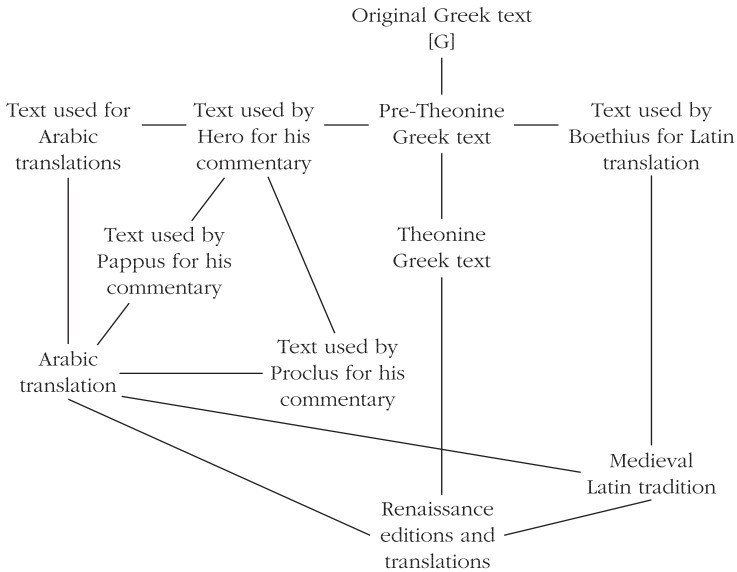 Original Greek text
[G]
Text used for
Arabic
translations
Text used by
Hero for his
commentary
Pre-Theonine
Greek text
Text used by
Boethius for Latin
translation
Text used by
Pappus for his
commentary
Theonine
Greek text
Arabic
translation
Text used by
Proclus for his
commentary
Medieval
Latin tradition
Renaissance
editions and
translations